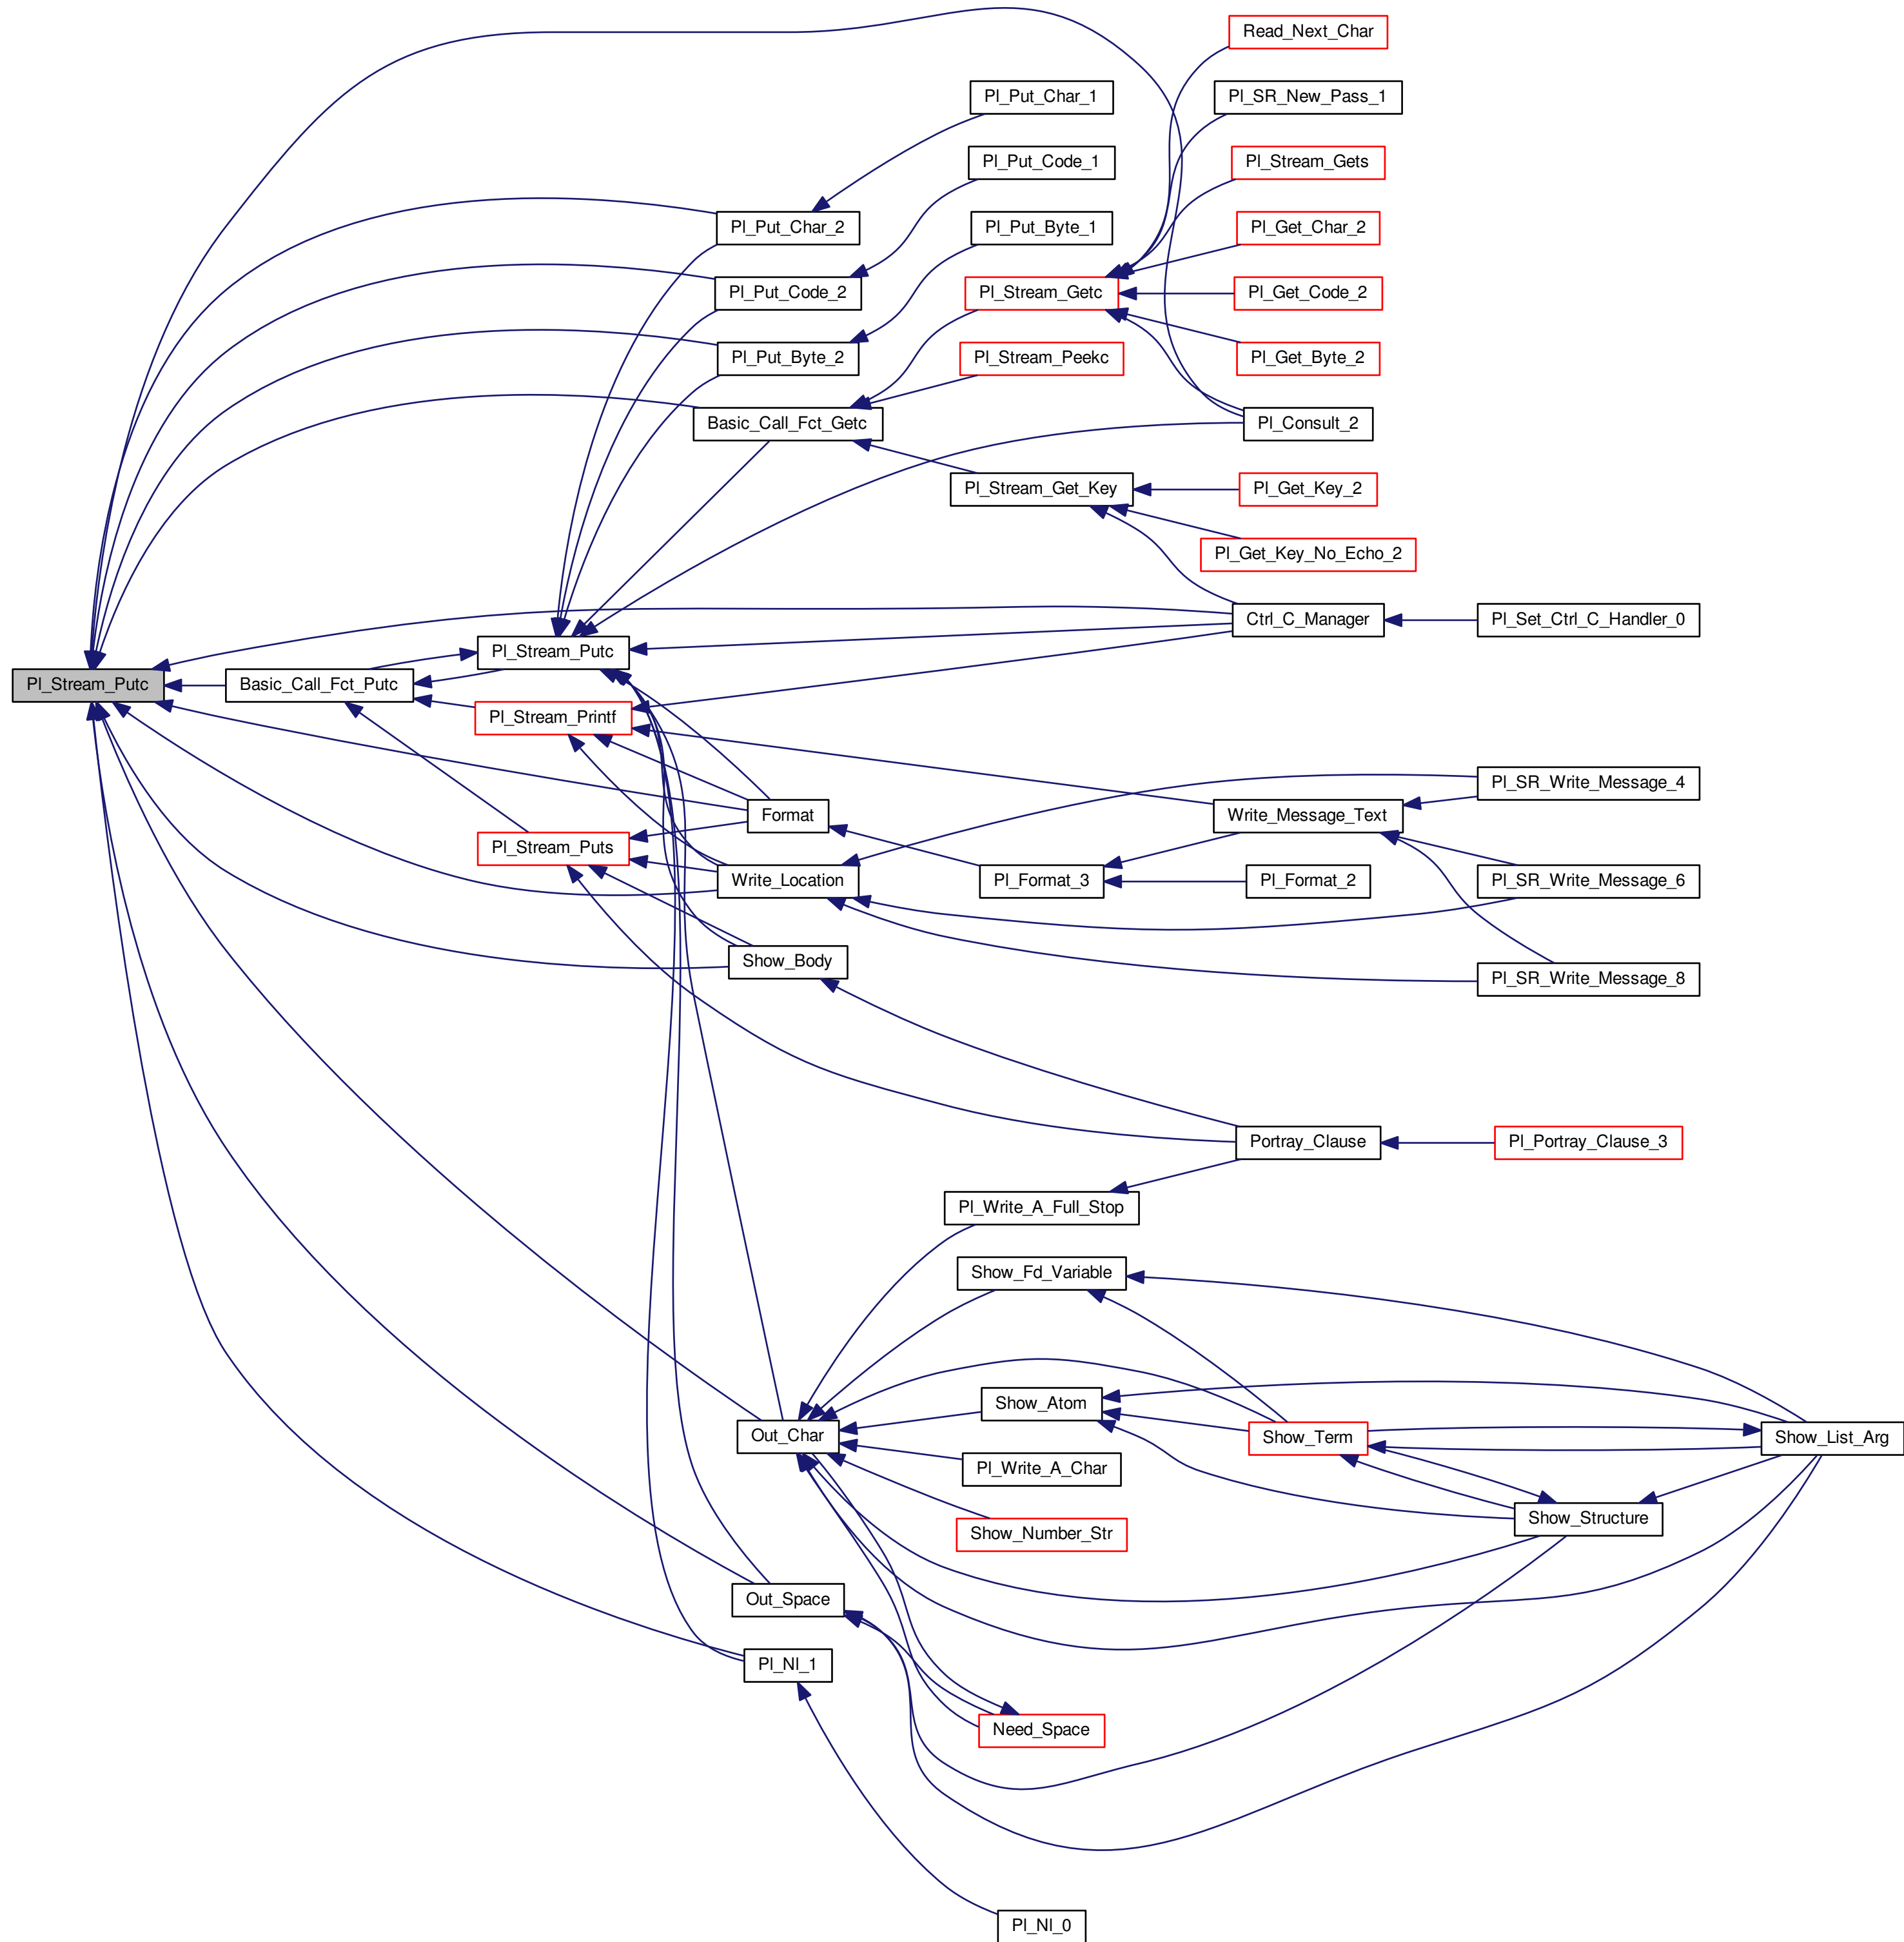 Read_Next_Char
Pl_Put_Char_1
Pl_SR_New_Pass_1
Pl_Put_Code_1
Pl_Stream_Gets
Pl_Put_Char_2
Pl_Put_Byte_1
Pl_Get_Char_2
Pl_Put_Code_2
Pl_Stream_Getc
Pl_Get_Code_2
Pl_Put_Byte_2
Pl_Stream_Peekc
Pl_Get_Byte_2
Basic_Call_Fct_Getc
Pl_Consult_2
Pl_Stream_Get_Key
Pl_Get_Key_2
Pl_Get_Key_No_Echo_2
Ctrl_C_Manager
Pl_Set_Ctrl_C_Handler_0
Pl_Stream_Putc
Pl_Stream_Putc
Basic_Call_Fct_Putc
Pl_Stream_Printf
Pl_SR_Write_Message_4
Format
Write_Message_Text
Pl_Stream_Puts
Write_Location
Pl_Format_3
Pl_Format_2
Pl_SR_Write_Message_6
Show_Body
Pl_SR_Write_Message_8
Portray_Clause
Pl_Portray_Clause_3
Pl_Write_A_Full_Stop
Show_Fd_Variable
Show_Atom
Out_Char
Show_Term
Show_List_Arg
Pl_Write_A_Char
Show_Structure
Show_Number_Str
Out_Space
Pl_Nl_1
Need_Space
Pl_Nl_0